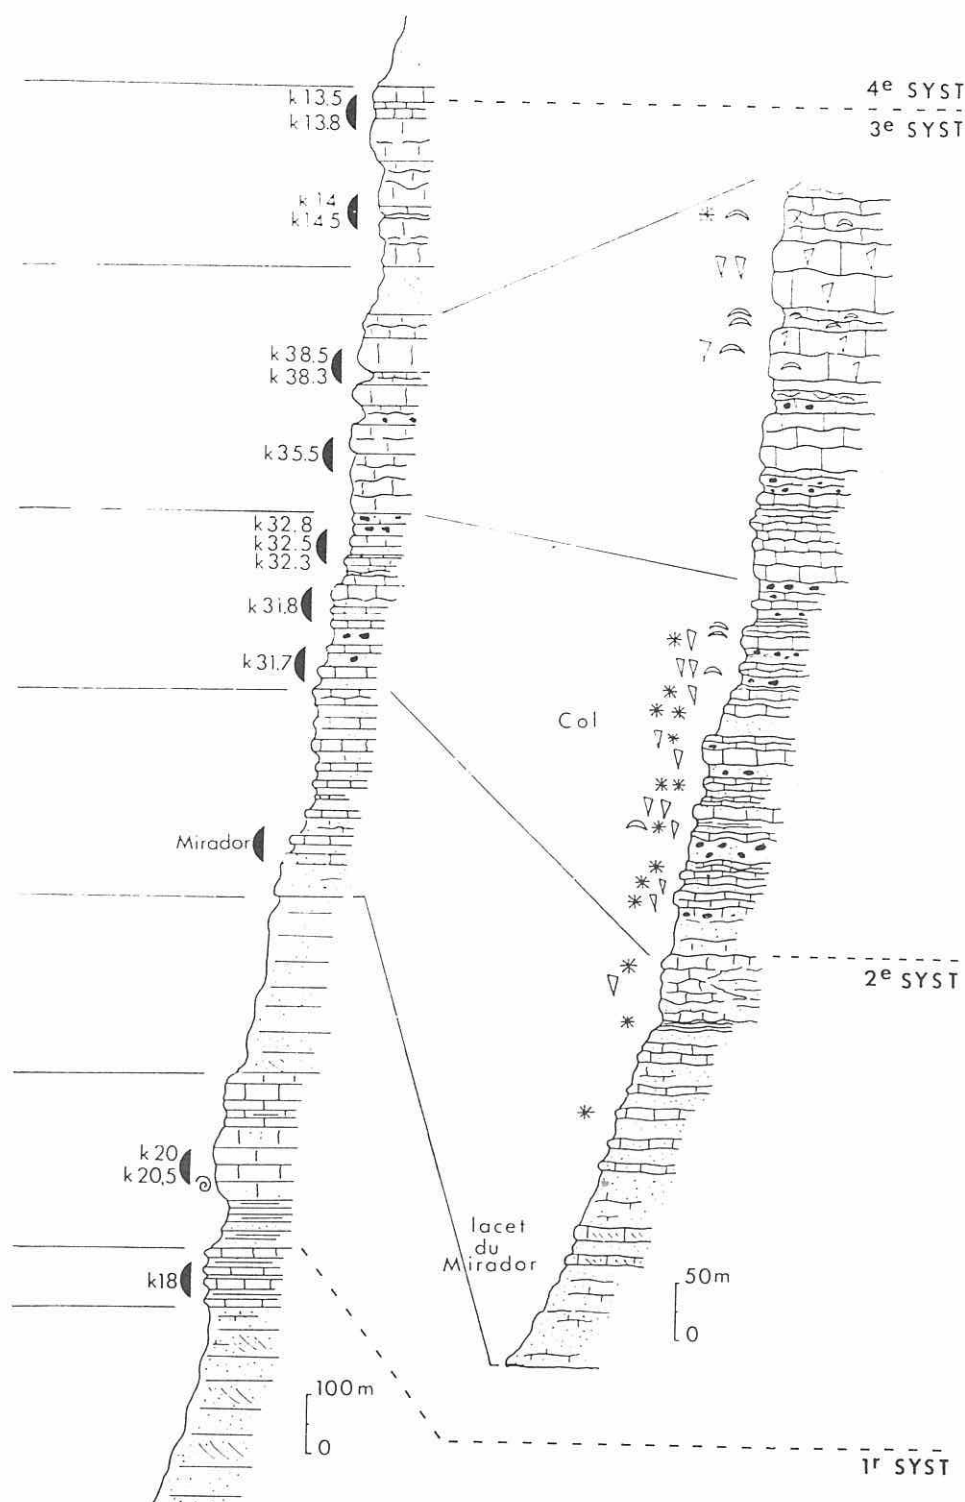 4e SYST
3e SYST
k 13.5
k 13.8
k 14
k 14.5
k 38.5
k 38.3
k 35.5
k 32.8
k 32.5
k 32.3
k 31.8
k 31.7
Col
Mirador
2e SYST
k 20
k 20,5
lacet
du
Mirador
k18
50m
0
100m
0
1r SYST